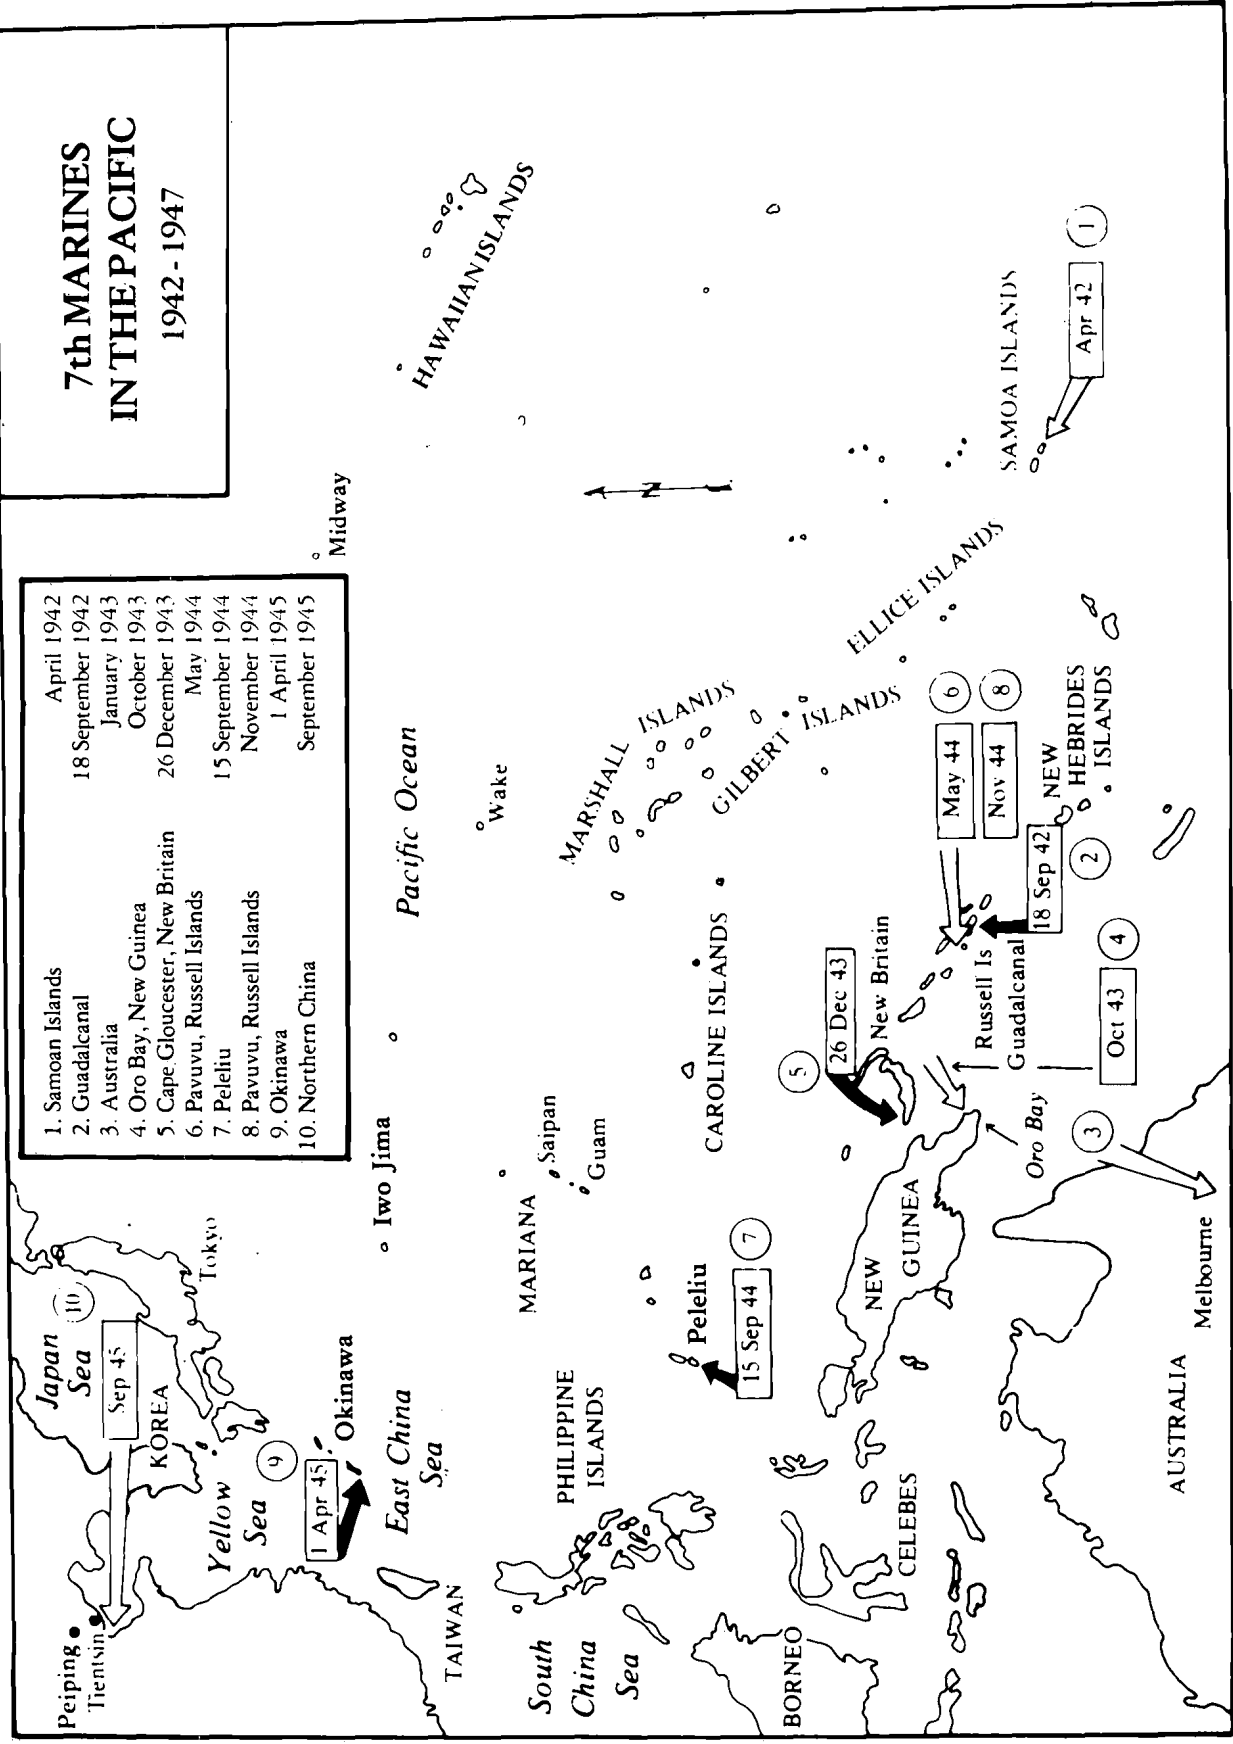 7th MARINES
IN THE PACIFIC
1942-1947
1. Samoan Islands April 1942
2. Guadalcanal 18 September 1942
3. Australia January 1943
4. Oro Bay, New Guinea October 1943
5. Cape Gloucester, New Britain 26 December 1943
6. Pavuvu, Russell Islands May 1944
7. Peleliu 15 September 1944
8. Pavuvu, Russell Islands November 1944
9. Okinawa 1 April 1945
10. Northern China September 1945
Peiping
Tientsin
Japan
Sea
10
Sep 45
KOREA
Tokyo
Yellow
Sea
9
1 Apr 45
Okinawa
East China
Sea
TAIWAN
Iwo Jima
Pacific Ocean
Midway
HAWAIIAN ISLANDS
Wake
MARIANA
Saipan
Guam
MARSHALL ISLANDS
N
South
China
Sea
PHILIPPINE
ISLANDS
Peleliu
15 Sep 44
7
CAROLINE ISLANDS
GILBERT ISLANDS
ELLICE ISLANDS
SAMOA ISLANDS
Apr 42
1
BORNEO
CELEBES
NEW
GUINEA
5
26 Dec 43
New Britain
May 44
6
Nov 44
8
Russell Is
Guadalcanal
18 Sep 42
2
NEW
HEBRIDES
ISLANDS
Oro Bay
Oct 43
4
3
Melbourne
AUSTRALIA